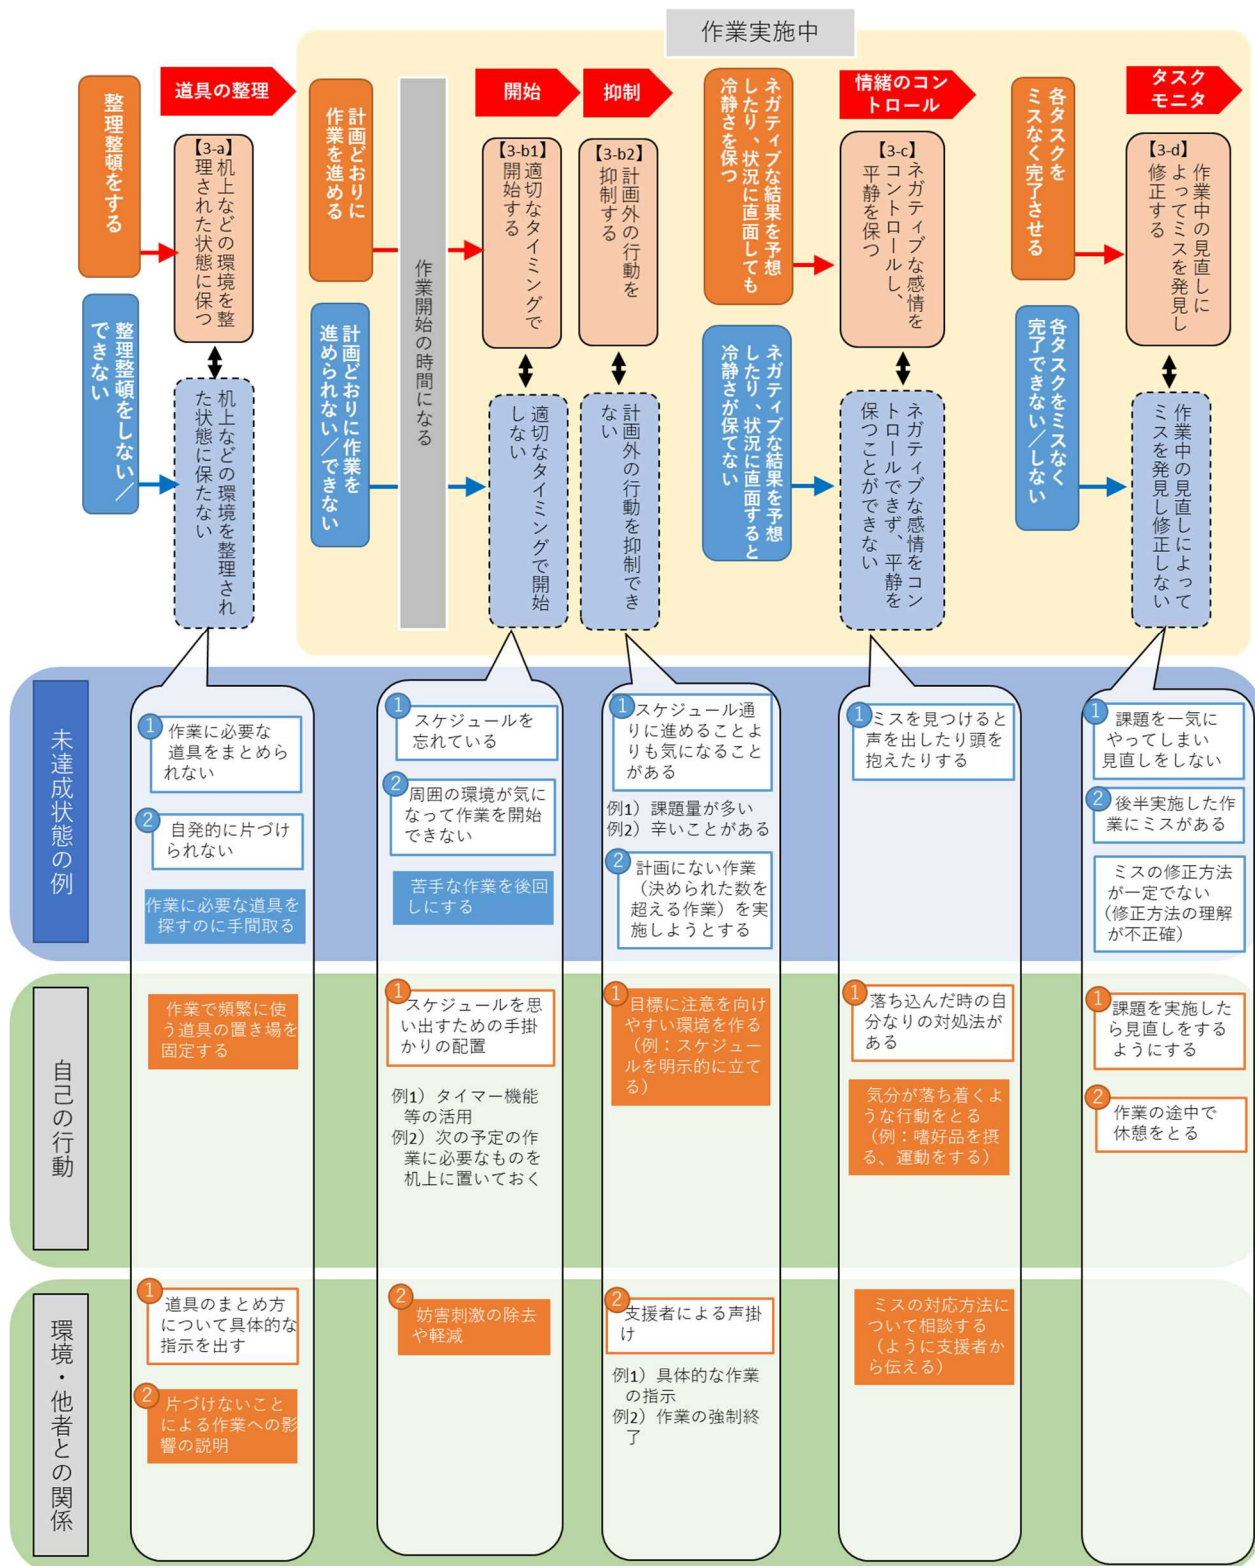 作業実施中
道具の整理
開始
抑制
情緒のコン
トロール
タスク
モニタ
整理整頓をする
【3-a】
机上などの環境を整
理された状態に保つ
計画どおりに
作業を進める
作業開始の時間になる
【3-b1】
適切なタイミングで
開始する
【3-b2】
計画外の行動を
抑制する
ネガティブな結果を予想
したり、状況に直面しても
冷静さを保つ
【3-c】
ネガティブな感情を
コントロールし、
平静を保つ
各タスクを
ミスなく完了させる
【3-d】
作業中の見直しに
よってミスを発見し
修正する
整理整頓をしない／
できない
机上などの環境を整理され
た状態に保たない
計画どおりに作業を
進められない／できない
適切なタイミングで開始
しない
計画外の行動を抑制でき
ない
ネガティブな結果を予想
したり、状況に直面すると
冷静さが保てない
ネガティブな感情をコン
トロールできず、平静を
保つことができない
各タスクをミスなく
完了できない／しない
作業中の見直しによって
ミスを発見し修正しない
未達成状態の例
1
作業に必要な
道具をまとめら
れない
2
自発的に片づけ
られない
作業に必要な道具を
探すのに手間取る
1
スケジュールを
忘れている
2
周囲の環境が気に
なって作業を開始
できない
苦手な作業を後回
しにする
1
スケジュール通
りに進めることよ
りも気になること
がある
例1）課題量が多い
例2）辛いことがある
2
計画にない作業
（決められた数を
超える作業）を実
施しようとする
1
ミスを見つけると
声を出したり頭を
抱えたりする
1
課題を一気に
やってしまい
見直しをしない
2
後半実施した作
業にミスがある
ミスの修正方法
が一定でない
（修正方法の理解
が不正確）
自己の行動
作業で頻繁に使
う道具の置き場を
固定する
1
スケジュールを思
い出すための手掛
かりの配置
例1）タイマー機能
等の活用
例2）次の予定の作
業に必要なものを
机上に置いておく
1
目標に注意を向け
やすい環境を作る
（例：スケジュー
ルを明示的に立て
る）
1
落ち込んだ時の自
分なりの対処法が
ある
気分が落ち着くよ
うな行動をとる
（例：嗜好品を摂
る、運動をする）
1
課題を実施した
ら見直しをする
ようにする
2
作業の途中で
休憩をとる
環境・他者との関係
1
道具のまとめ方
について具体的な
指示を出す
2
片づけないこと
による作業への影
響の説明
2
妨害刺激の除去
や軽減
2
支援者による声掛
け
例1）具体的な作業
の指示
例2）作業の強制終
了
ミスの対応方法に
ついて相談する
（ように支援者か
ら伝える）